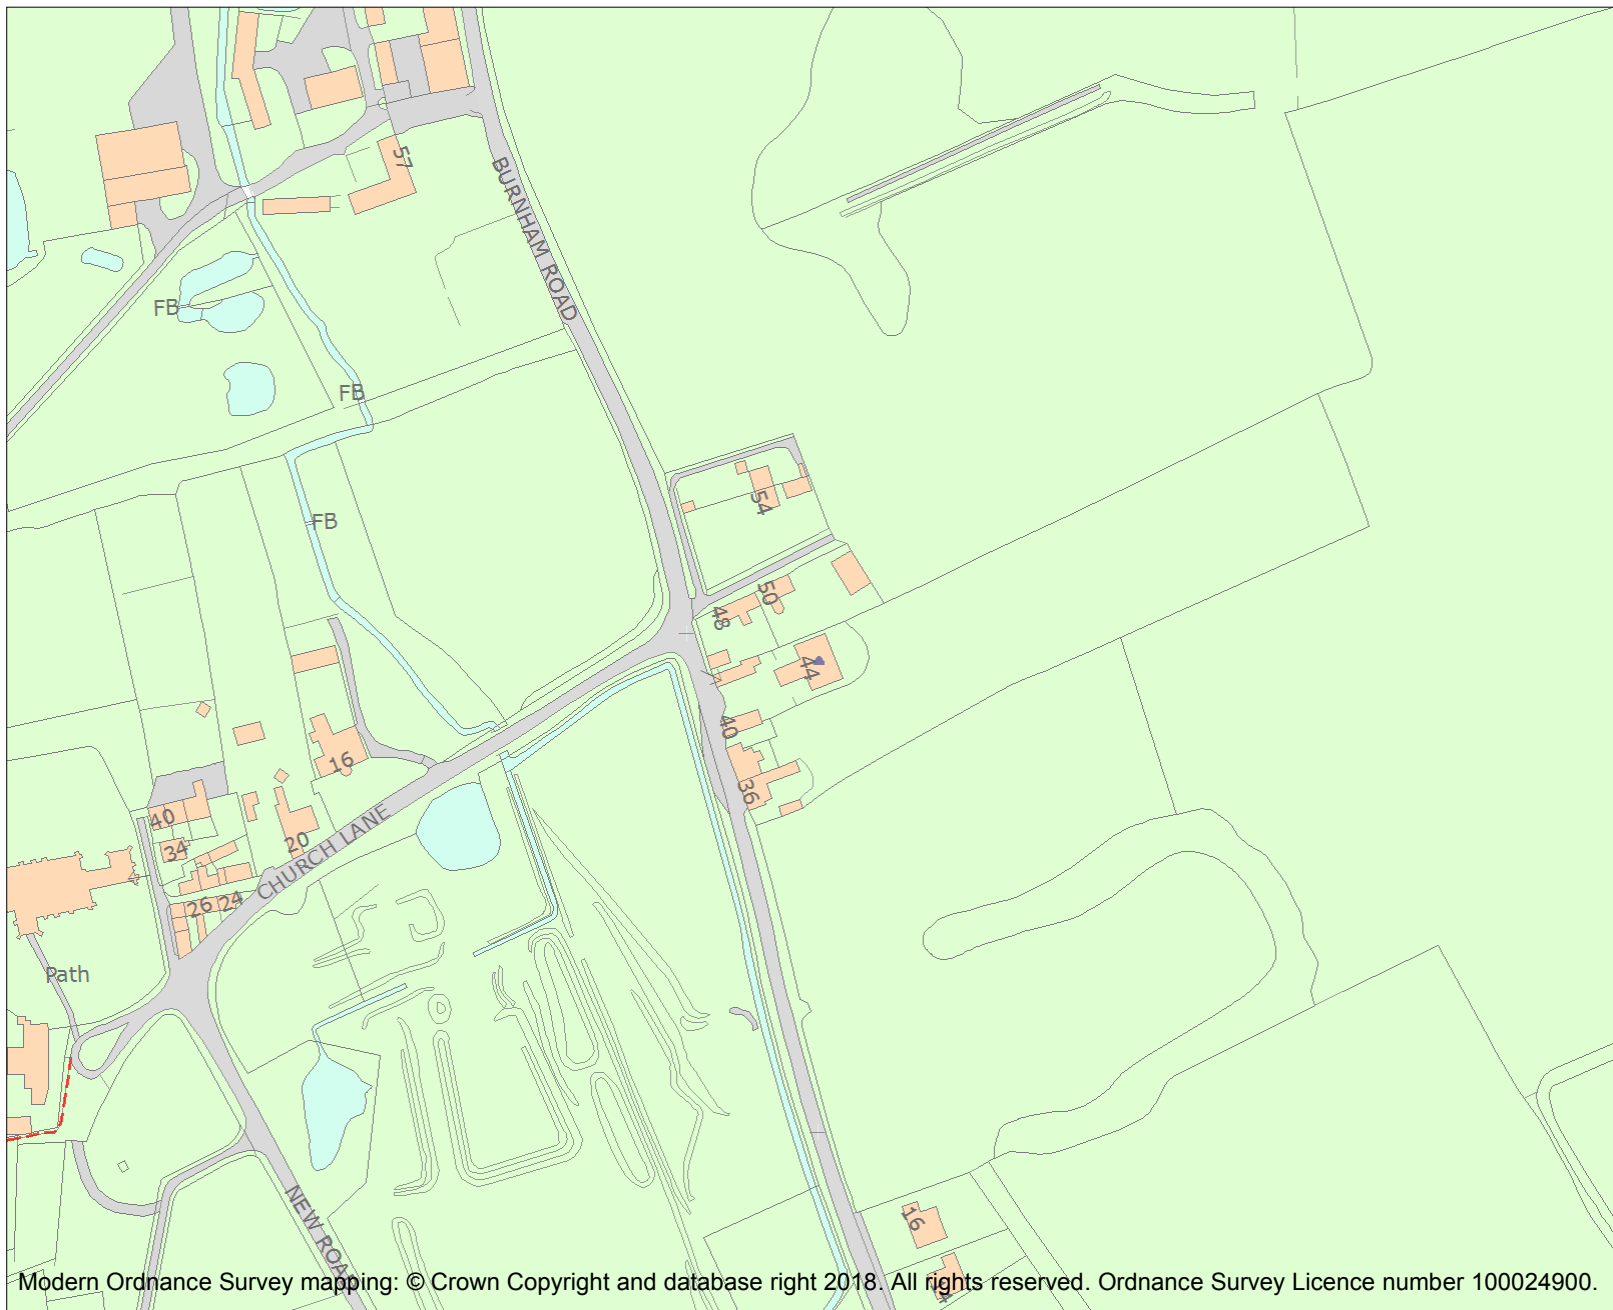 57
BURNHAM ROAD
FB
FB
54
FB
50
48
44
40
16
36
40
20
34
CHURCH LANE
26
24
Path
NEW ROAD
16
14
Modern Ordnance Survey mapping: © Crown Copyright and database right 2018. All rights reserved. Ordnance Survey Licence number 100024900.